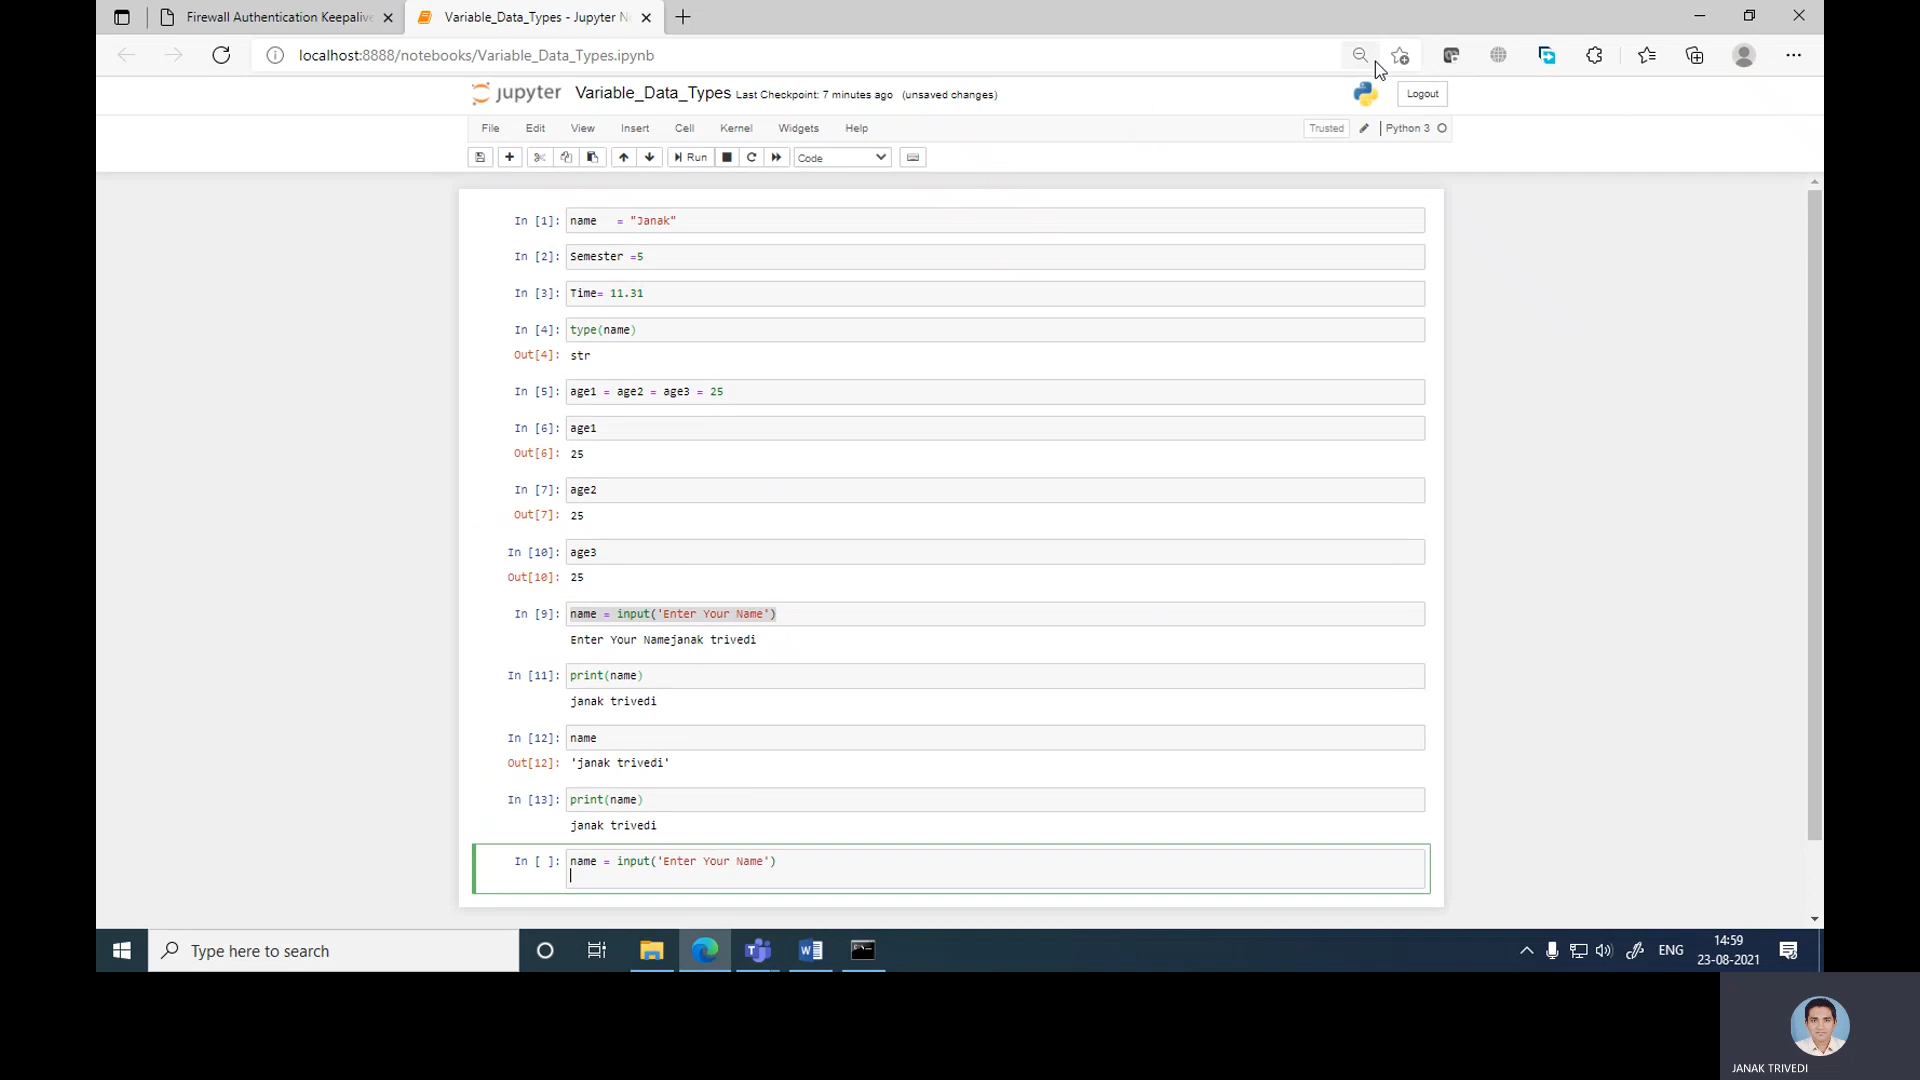 Firewall Authentication Keepalive
Variable_Data_Types - Jupyter N
localhost:8888/notebooks/Variable_Data_Types.ipynb
jupyter Variable_Data_Types Last Checkpoint: 7 minutes ago (unsaved changes)
Logout
File Edit View Insert Cell Kernel Widgets Help
Trusted Python 3
Run Code
In [1]: name   = "Janak"
In [2]: Semester =5
In [3]: Time= 11.31
In [4]: type(name)
Out[4]: str
In [5]: age1 = age2 = age3 = 25
In [6]: age1
Out[6]: 25
In [7]: age2
Out[7]: 25
In [10]: age3
Out[10]: 25
In [9]: name = input('Enter Your Name')
Enter Your Namejanak trivedi
In [11]: print(name)
janak trivedi
In [12]: name
Out[12]: 'janak trivedi'
In [13]: print(name)
janak trivedi
In [ ]: name = input('Enter Your Name')
Type here to search
ENG
14:59
23-08-2021
JANAK TRIVEDI